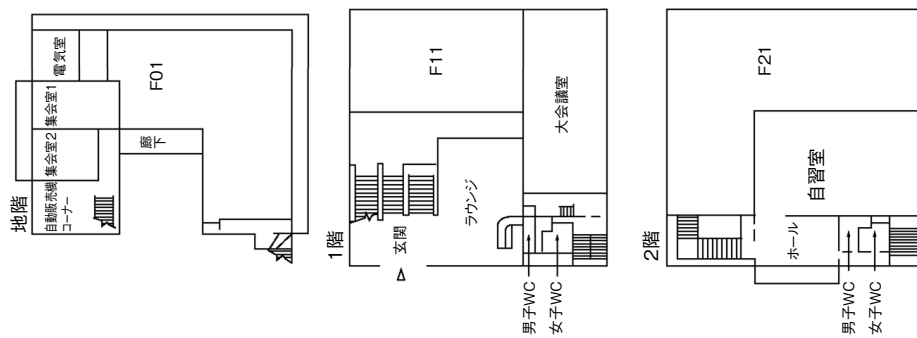 地階
自動販売機
コーナー
集会室2
集会室1
電気室
廊下
F01
1階
玄関
ラウンジ
F11
大会議室
男子WC
女子WC
2階
ホール
自習室
F21
男子WC
女子WC